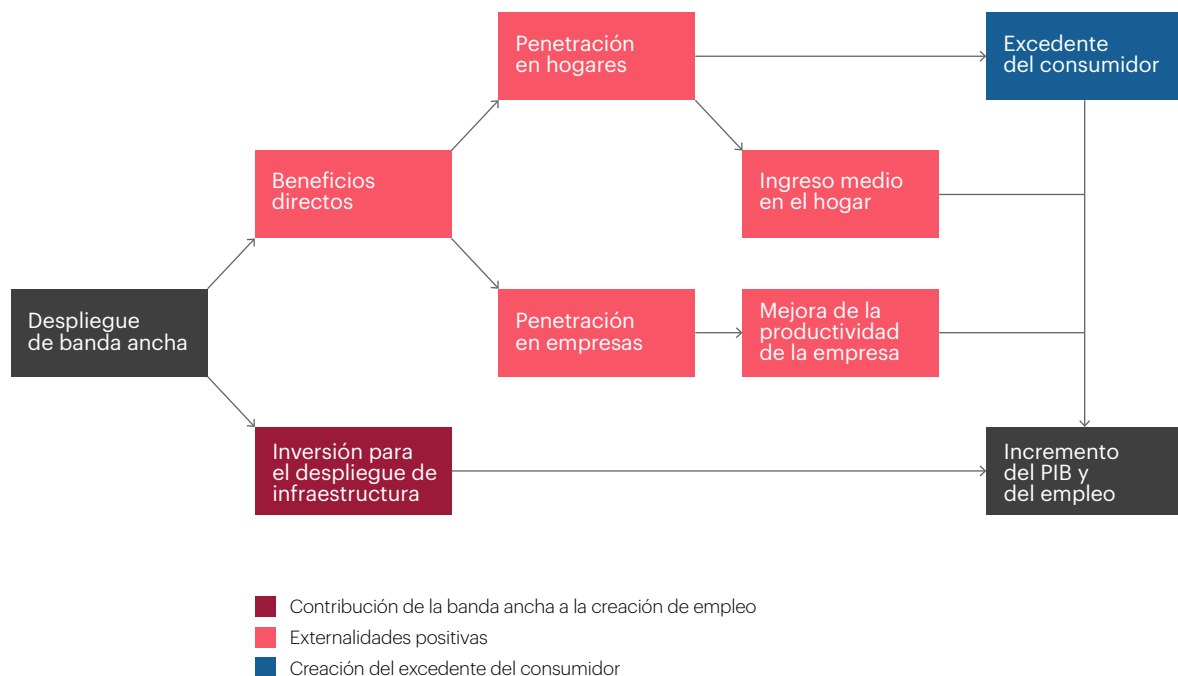 Penetración
en hogares
Excedente
del consumidor
Beneficios
directos
Ingreso medio
en el hogar
Despliegue
de banda ancha
Penetración
en empresas
Mejora de la
productividad
de la empresa
Inversión para
el despliegue de
infraestructura
Incremento
del PIB y
del empleo
Contribución de la banda ancha a la creación de empleo
Externalidades positivas
Creación del excedente del consumidor